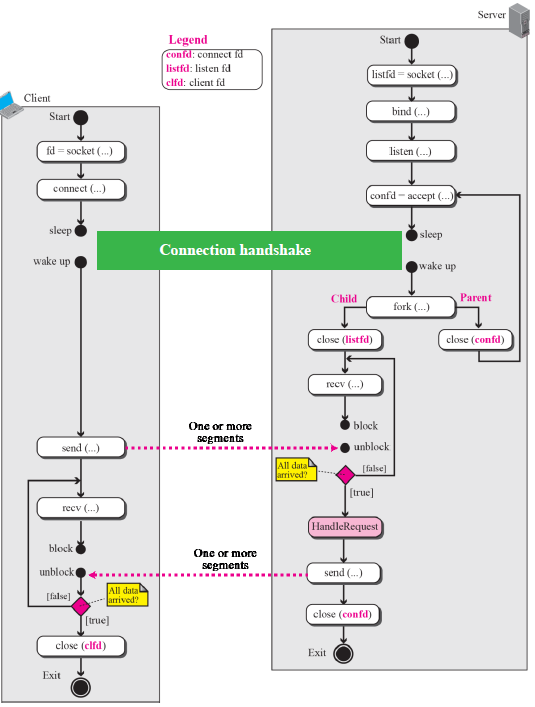 Server
Legend
confd: connect fd
listfd: listen fd
clfd: client fd
Start
listfd = socket (...)
bind (...)
listen (...)
confd = accept (...)
sleep
wake up
Child
Parent
fork (...)
close (listfd)
close (confd)
recv (...)
block
unblock
All data
arrived?
[false]
[true]
HandleRequest
send (...)
close (confd)
Exit
Client
Start
fd = socket (...)
connect (...)
sleep
Connection handshake
wake up
One or more
segments
send (...)
recv (...)
block
One or more
segments
unblock
[false]
All data
arrived?
[true]
close (clfd)
Exit